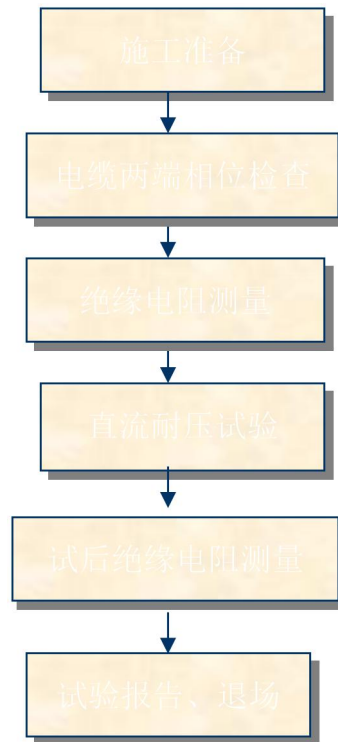 施工准备
电缆两端相位检查
绝缘电阻测量
直流耐压试验
试后绝缘电阻测量
试验报告、退场